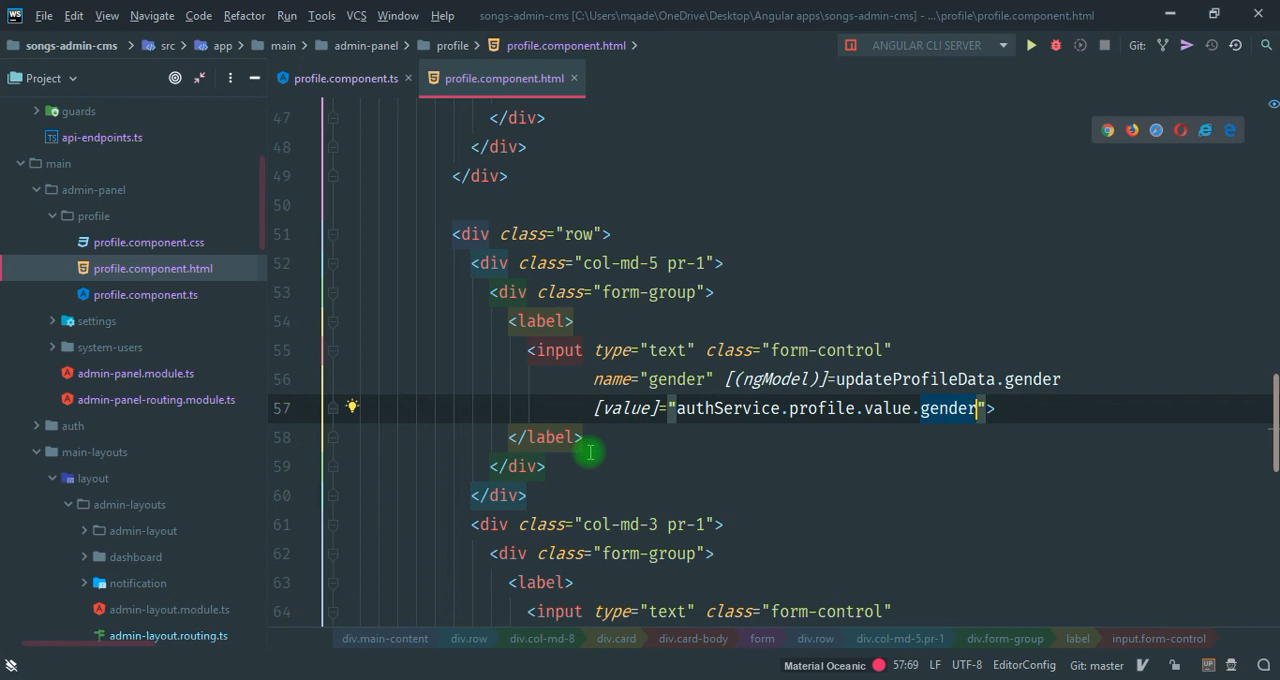 WS File Edit View Navigate Code Refactor Run Tools VCS Window Help songs-admin-cms [C:\Users\mqade\OneDrive\Desktop\Angular apps\songs-admin-cms] - ...\profile\profile.component.html
songs-admin-cms src app main admin-panel profile profile.component.html ANGULAR CLI SERVER Git:
Project profile.component.ts profile.component.html
guards
api-endpoints.ts
main
admin-panel
profile
profile.component.css
profile.component.html
profile.component.ts
settings
system-users
admin-panel.module.ts
admin-panel-routing.module.ts
auth
main-layouts
layout
admin-layouts
admin-layout
dashboard
notification
admin-layout.module.ts
admin-layout.routing.ts
47 </div>
48 </div>
49 </div>
50
51 <div class="row">
52 <div class="col-md-5 pr-1">
53 <div class="form-group">
54 <label>
55 <input type="text" class="form-control"
56 name="gender" [(ngModel)]=updateProfileData.gender
57 [value]="authService.profile.value.gender">
58 </label>
59 </div>
60 </div>
61 <div class="col-md-3 pr-1">
62 <div class="form-group">
63 <label>
64 <input type="text" class="form-control"
div.main-content div.row div.col-md-8 div.card div.card-body form div.row div.col-md-5.pr-1 div.form-group label input.form-control
Material Oceanic 57:69 LF UTF-8 EditorConfig Git: master UP